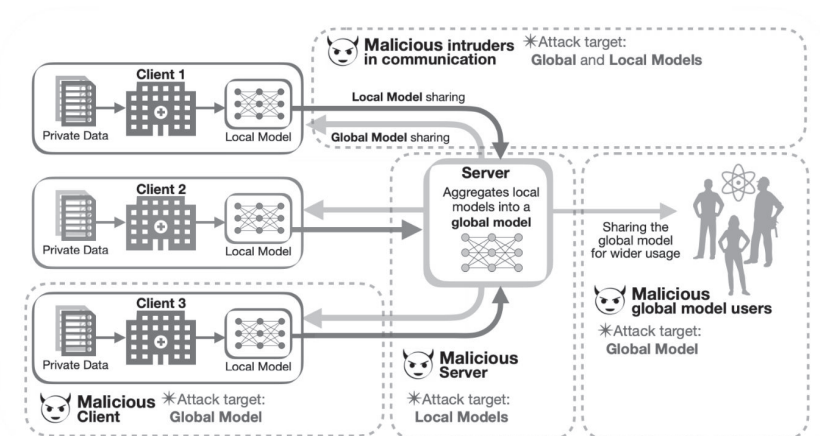 Malicious intruders
in communication
✳Attack target:
Global and Local Models
Client 1
Private Data
Local Model
Local Model sharing
Global Model sharing
Client 2
Private Data
Local Model
Server
Aggregates local
models into a
global model
Sharing the
global model
for wider usage
Client 3
Private Data
Local Model
Malicious
Client
✳Attack target:
Global Model
Malicious
Server
✳Attack target:
Local Models
Malicious
global model users
✳Attack target:
Global Model